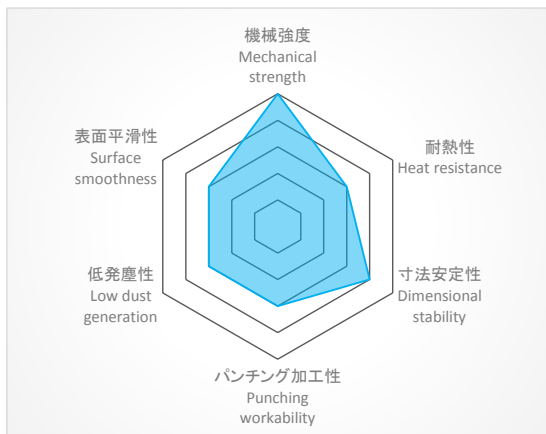 機械強度
Mechanical
strength
耐熱性
Heat resistance
寸法安定性
Dimensional
stability
パンチング加工性
Punching
workability
低発塵性
Low dust
generation
表面平滑性
Surface
smoothness